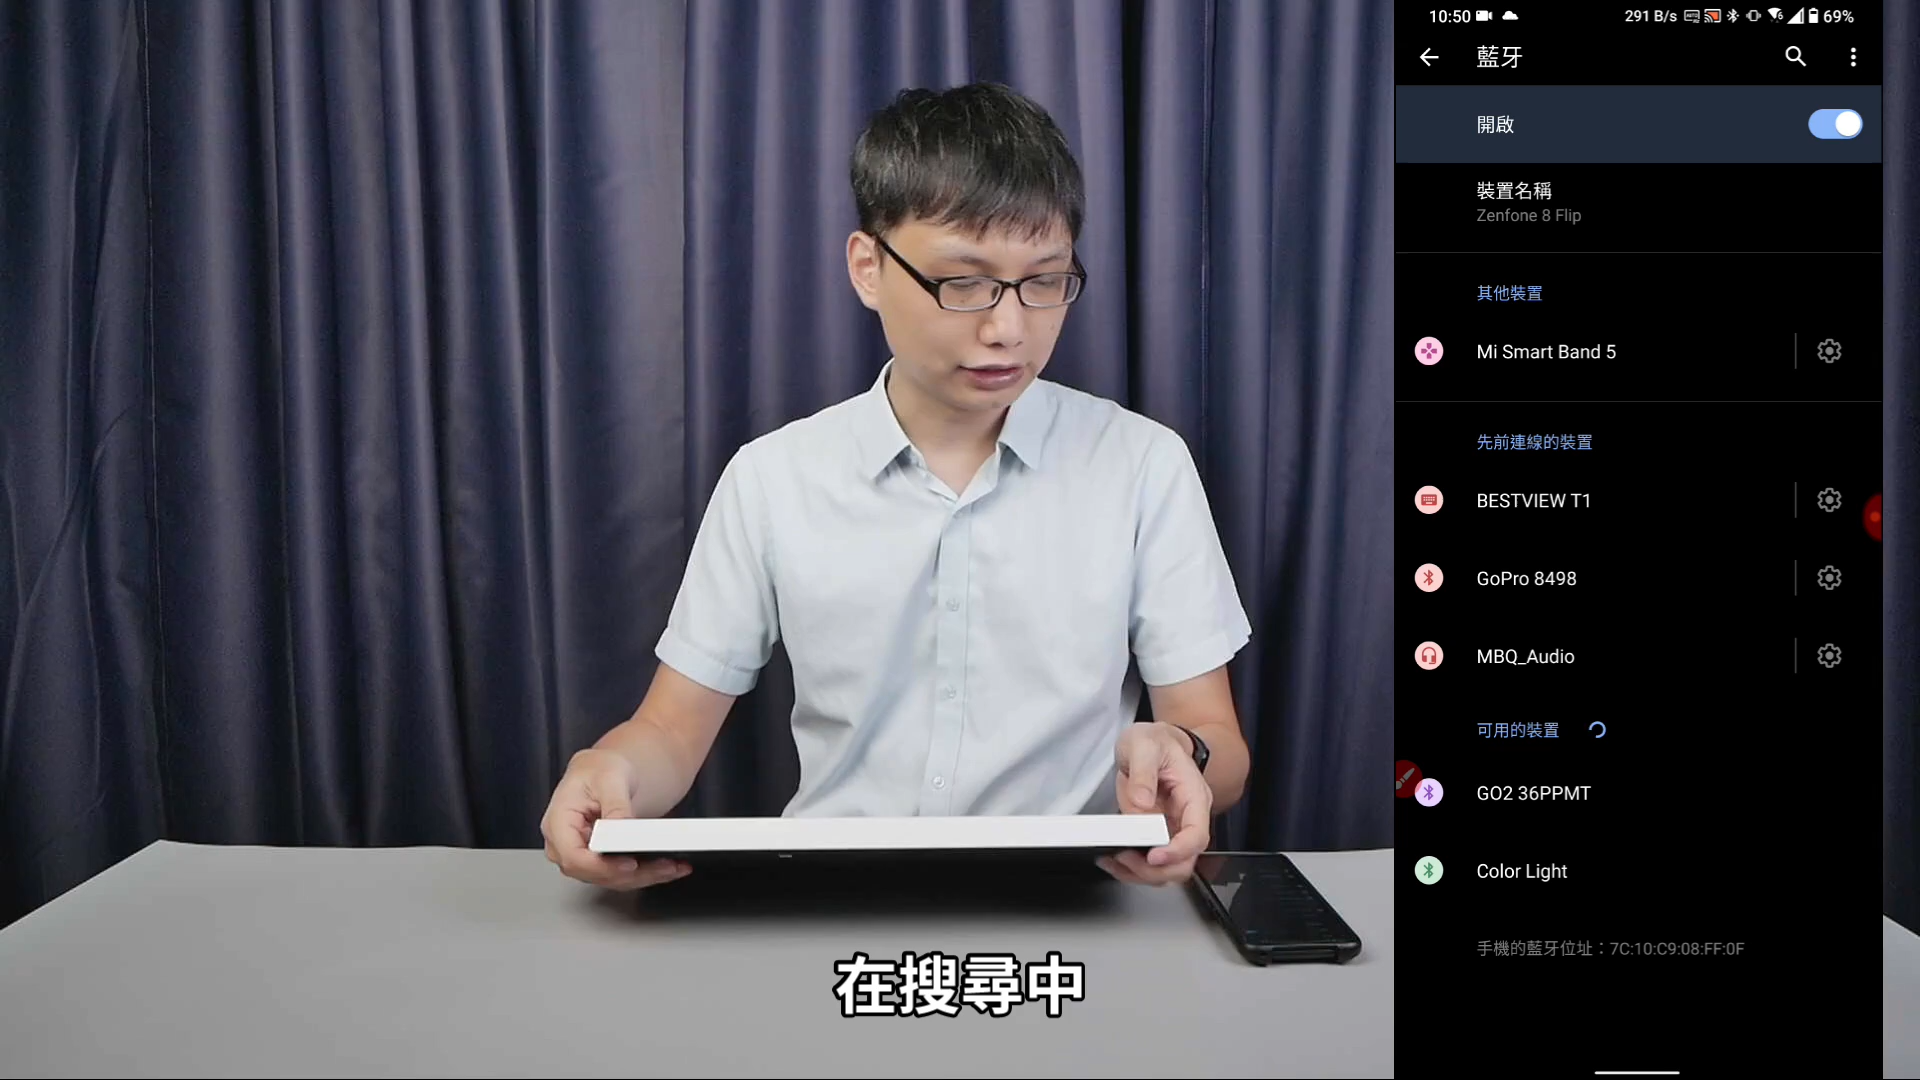 10:50
291 B/s
69%
藍牙
開啟
裝置名稱
Zenfone 8 Flip
其他裝置
Mi Smart Band 5
先前連線的裝置
BESTVIEW T1
GoPro 8498
MBQ_Audio
可用的裝置
GO2 36PPMT
Color Light
手機的藍牙位址：7C:10:C9:08:FF:0F
在搜尋中